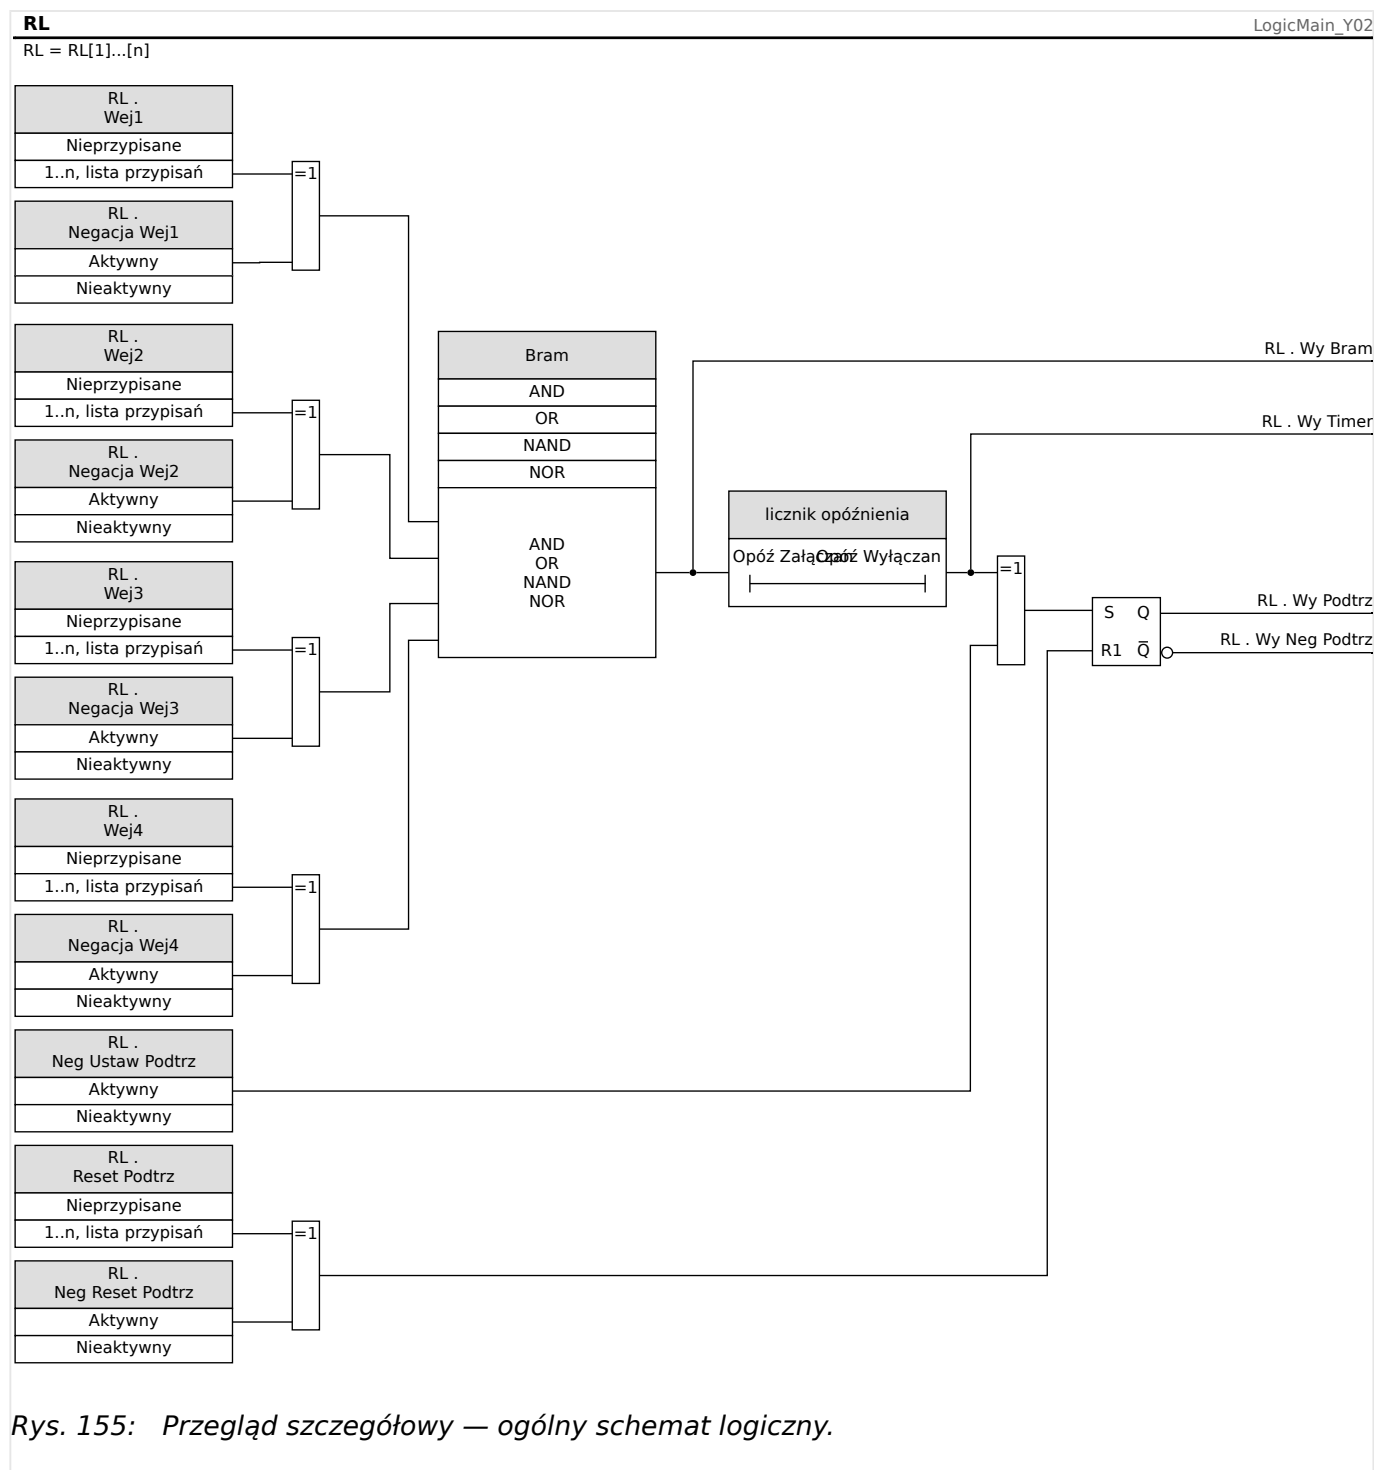 RL
LogicMain_Y02
RL = RL[1]...[n]
RL .
Wej1
Nieprzypisane
1..n, lista przypisań
=1
RL .
Negacja Wej1
Aktywny
Nieaktywny
RL .
Wej2
Nieprzypisane
1..n, lista przypisań
=1
RL .
Negacja Wej2
Aktywny
Nieaktywny
RL .
Wej3
Nieprzypisane
1..n, lista przypisań
=1
RL .
Negacja Wej3
Aktywny
Nieaktywny
RL .
Wej4
Nieprzypisane
1..n, lista przypisań
=1
RL .
Negacja Wej4
Aktywny
Nieaktywny
RL .
Neg Ustaw Podtrz
Aktywny
Nieaktywny
RL .
Reset Podtrz
Nieprzypisane
1..n, lista przypisań
=1
RL .
Neg Reset Podtrz
Aktywny
Nieaktywny
Bram
AND
OR
NAND
NOR
AND
OR
NAND
NOR
licznik opóźnienia
Opóź Załączan
Opóź Wyłączan
=1
S Q
R1 Q̅
RL . Wy Bram
RL . Wy Timer
RL . Wy Podtrz
RL . Wy Neg Podtrz
Rys. 155: Przegląd szczegółowy — ogólny schemat logiczny.